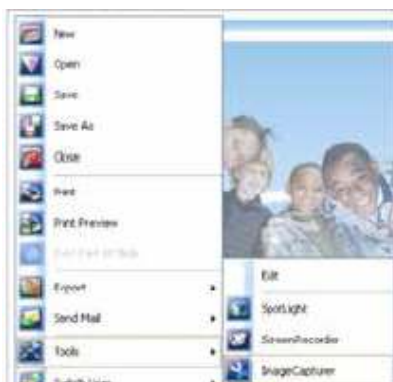 New
Open
Save
Save As
Close
Print
Print Preview
Export
Send Mail
Tools
Edit
SpotLight
ScreenRecorder
ImageCapturer